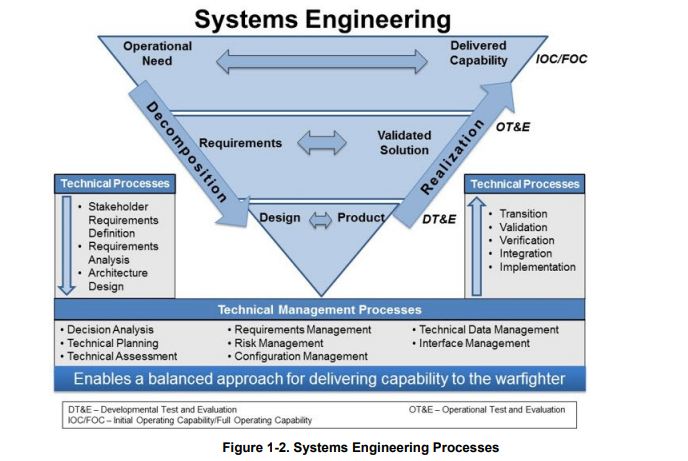 Systems Engineering
Operational
Need
Delivered
Capability
IOC/FOC
Decomposition
Realization
OT&E
Requirements
Validated
Solution
Design
Product
DT&E
Technical Processes
• Stakeholder
Requirements
Definition
• Requirements
Analysis
• Architecture
Design
Technical Processes
• Transition
• Validation
• Verification
• Integration
• Implementation
Technical Management Processes
• Decision Analysis
• Technical Planning
• Technical Assessment
• Requirements Management
• Risk Management
• Configuration Management
• Technical Data Management
• Interface Management
Enables a balanced approach for delivering capability to the warfighter
DT&E – Developmental Test and Evaluation
OT&E – Operational Test and Evaluation
IOC/FOC – Initial Operating Capability/Full Operating Capability
Figure 1-2. Systems Engineering Processes